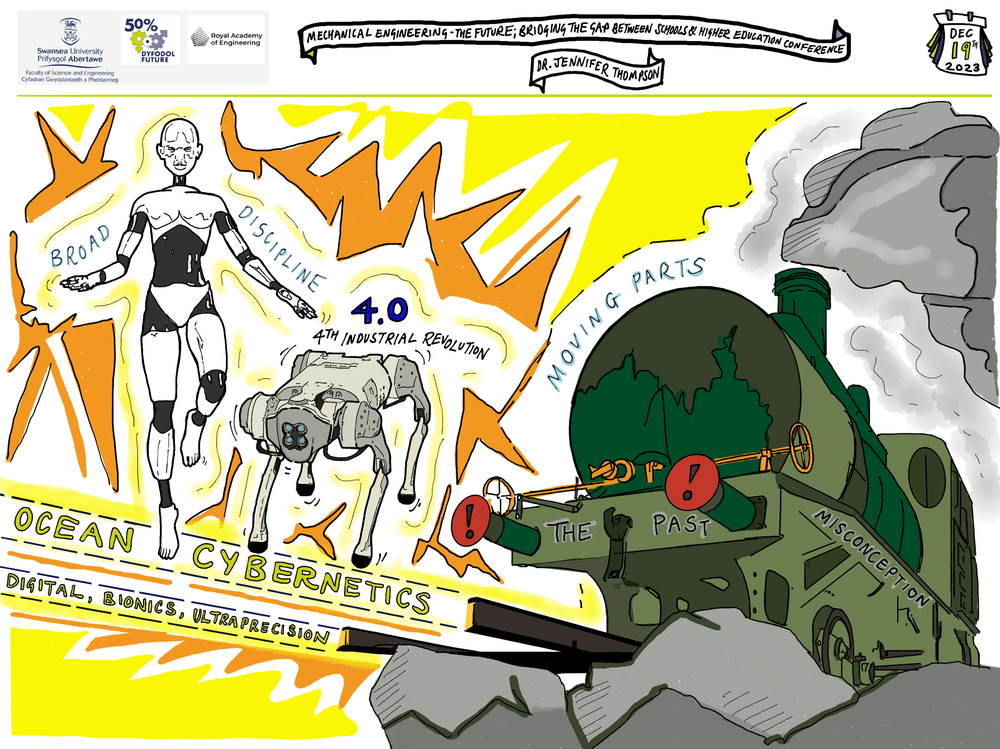 Swansea University
Prifysgol Abertawe
Faculty of Science and Engineering
Cyfadran Gwyddoniaeth a Pheirianneg
50%
DYFODOL
FUTURE
Royal Academy
of Engineering
MECHANICAL ENGINEERING - THE FUTURE; BRIDGING THE GAP BETWEEN SCHOOLS & HIGHER EDUCATION CONFERENCE
DR. JENNIFER THOMPSON
DEC
19TH
2023
BROAD
DISCIPLINE
4.0
4TH INDUSTRIAL REVOLUTION
MOVING PARTS
!
!
THE PAST
MISCONCEPTION
OCEAN
CYBERNETICS
DIGITAL, BIONICS, ULTRAPRECISION